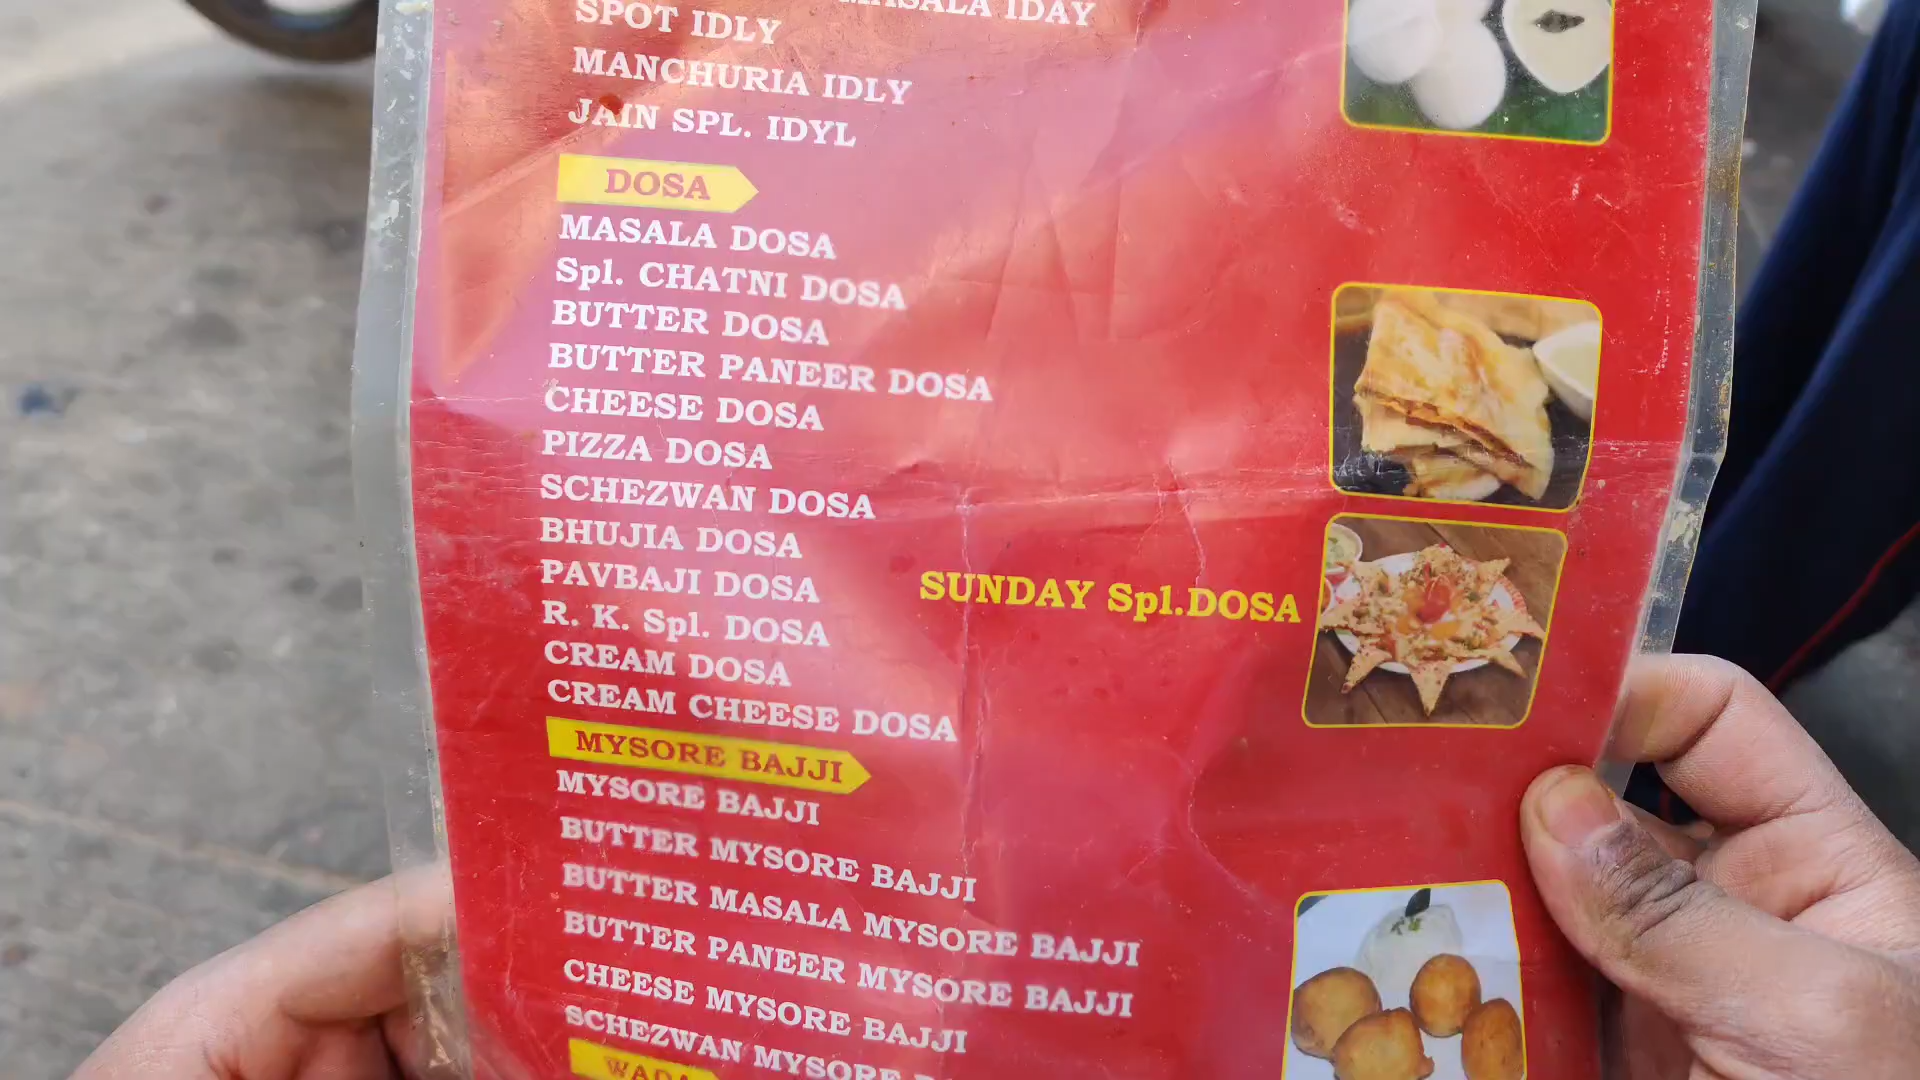 MASALA IDAY
SPOT IDLY
MANCHURIA IDLY
JAIN SPL. IDYL
DOSA
MASALA DOSA
Spl. CHATNI DOSA
BUTTER DOSA
BUTTER PANEER DOSA
CHEESE DOSA
PIZZA DOSA
SCHEZWAN DOSA
BHUJIA DOSA
PAVBAJI DOSA
SUNDAY Spl.DOSA
R. K. Spl. DOSA
CREAM DOSA
CREAM CHEESE DOSA
MYSORE BAJJI
MYSORE BAJJI
BUTTER MYSORE BAJJI
BUTTER MASALA MYSORE BAJJI
BUTTER PANEER MYSORE BAJJI
CHEESE MYSORE BAJJI
SCHEZWAN MYSORE
WADA